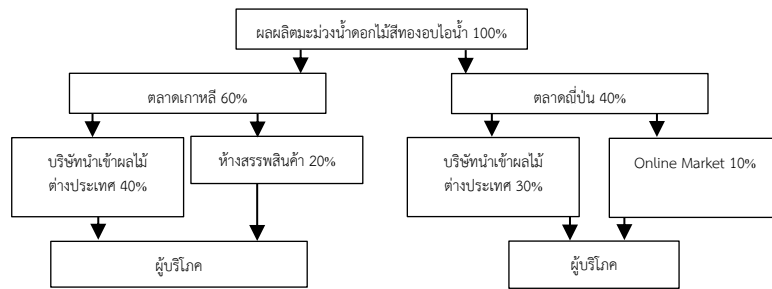 ผลผลิตมะม่วงน้ำดอกไม้สีทองอบไอน้ำ 100%
ตลาดเกาหลี 60%
ตลาดญี่ปุ่น 40%
บริษัทนำเข้าผลไม้
ต่างประเทศ 40%
ห้างสรรพสินค้า 20%
บริษัทนำเข้าผลไม้
ต่างประเทศ 30%
Online Market 10%
ผู้บริโภค
ผู้บริโภค